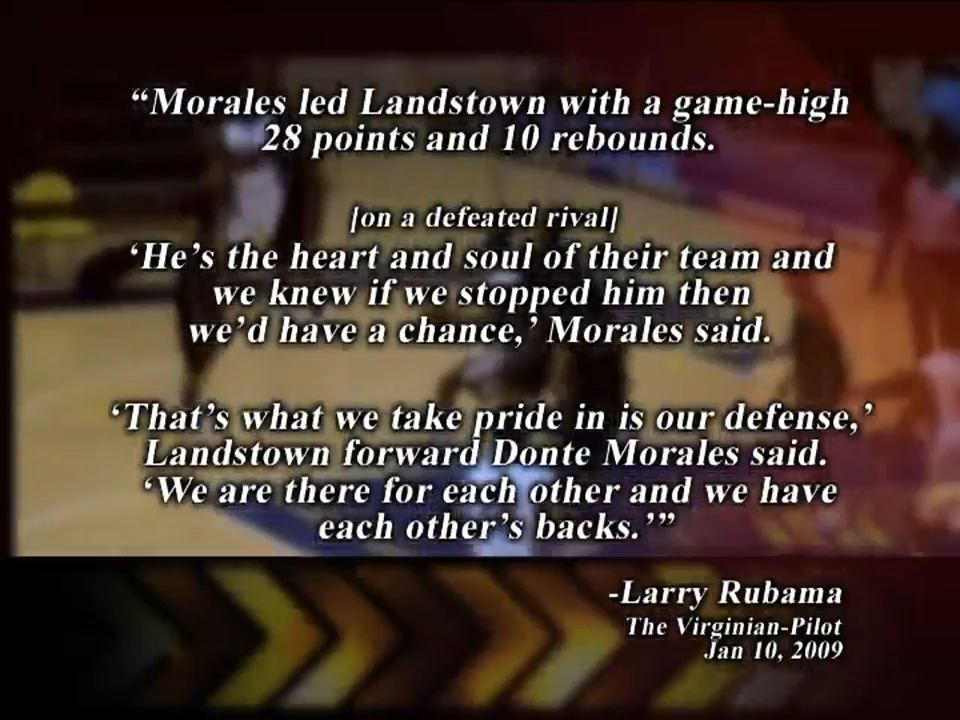 “Morales led Landstown with a game-high
28 points and 10 rebounds.
[on a defeated rival]
‘He’s the heart and soul of their team and
we knew if we stopped him then
we’d have a chance,’ Morales said.
‘That’s what we take pride in is our defense,’
Landstown forward Donte Morales said.
‘We are there for each other and we have
each other’s backs.’”
-Larry Rubama
The Virginian-Pilot
Jan 10, 2009